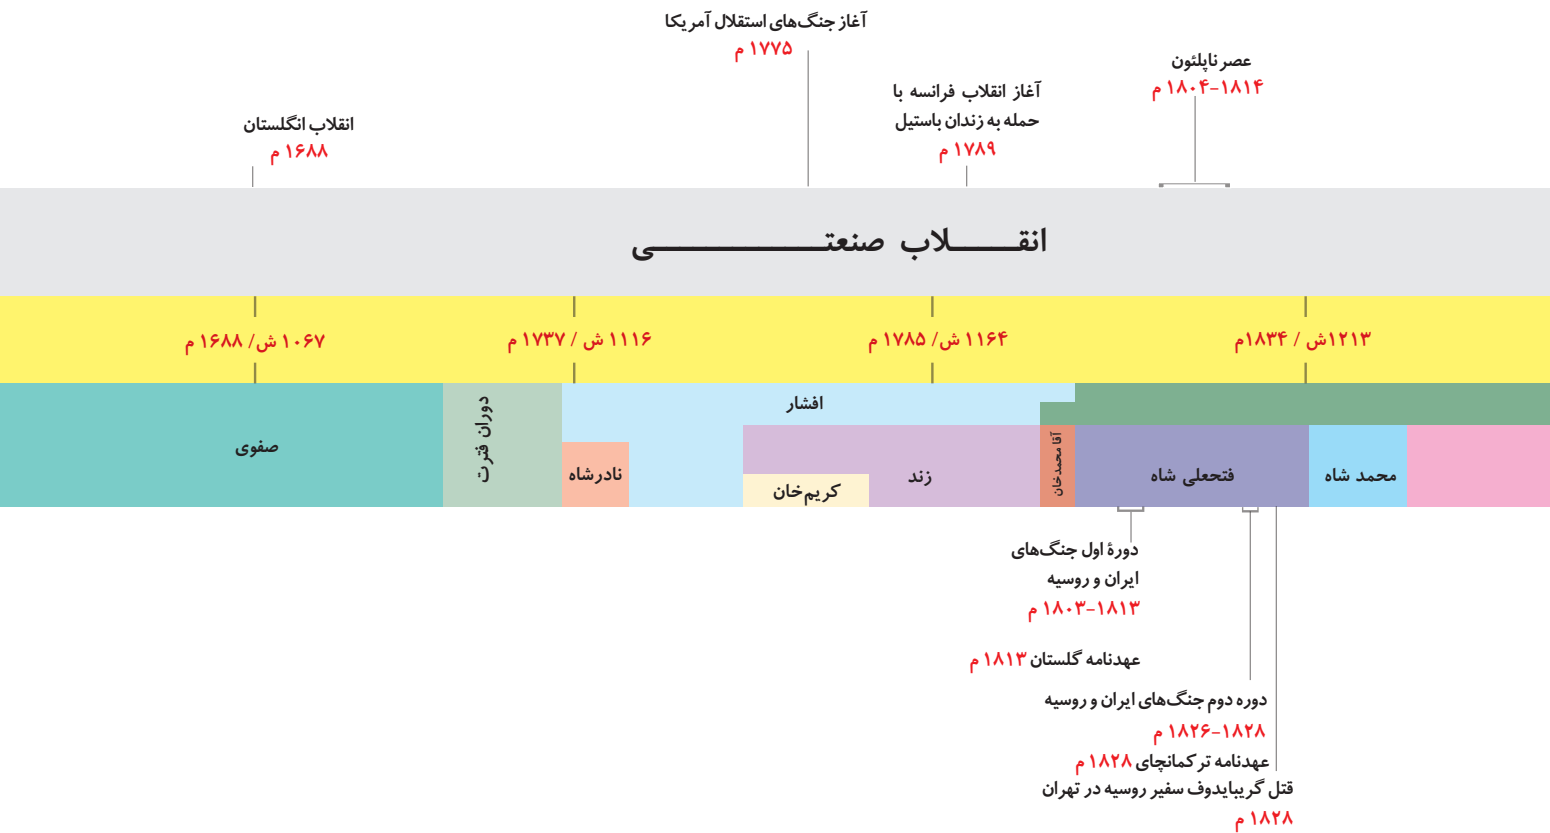 آغاز جنگ‌های استقلال آمریکا
۱۷۷۵ م
عصر ناپلئون
۱۸۰۴-۱۸۱۴ م
آغاز انقلاب فرانسه با
حمله به زندان باستیل
۱۷۸۹ م
انقلاب انگلستان
۱۶۸۸ م
انقـــــلاب صنعتـــــــــــــــی
۱۰۶۷ ش/ ۱۶۸۸ م
۱۱۱۶ ش / ۱۷۳۷ م
۱۱۶۴ ش/ ۱۷۸۵ م
۱۲۱۳ش / ۱۸۳۴م
صفوی
دوران فترت
افشار
نادرشاه
زند
کریم‌خان
آقا محمدخان
فتحعلی شاه
محمد شاه
دورهٔ اول جنگ‌های
ایران و روسیه
۱۸۰۳-۱۸۱۳ م
عهدنامه گلستان ۱۸۱۳ م
دوره دوم جنگ‌های ایران و روسیه
۱۸۲۶-۱۸۲۸ م
عهدنامه ترکمانچای ۱۸۲۸ م
قتل گریبایدوف سفیر روسیه در تهران
۱۸۲۸ م